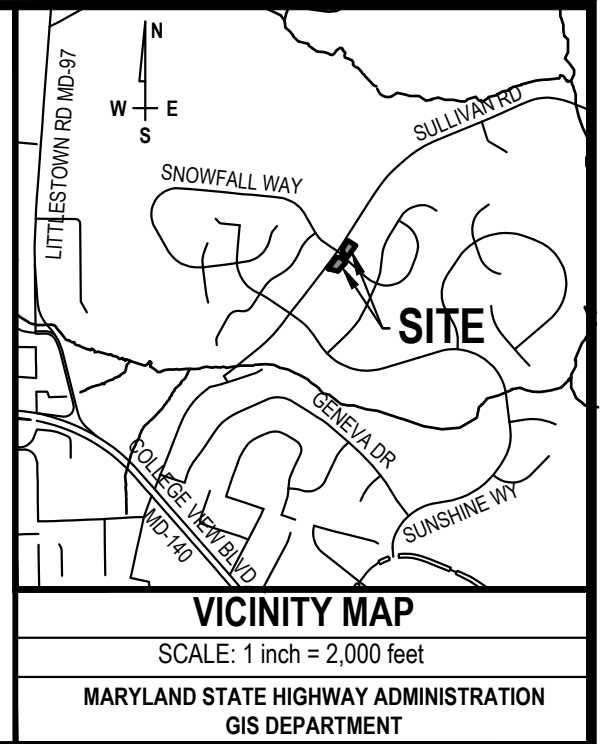 N
W E
S
LITTLESTOWN RD MD-97
SULLIVAN RD
SNOWFALL WAY
SITE
GENEVA DR
COLLEGE VIEW BLVD
MD-140
SUNSHINE WY
VICINITY MAP
SCALE: 1 inch = 2,000 feet
MARYLAND STATE HIGHWAY ADMINISTRATION
GIS DEPARTMENT